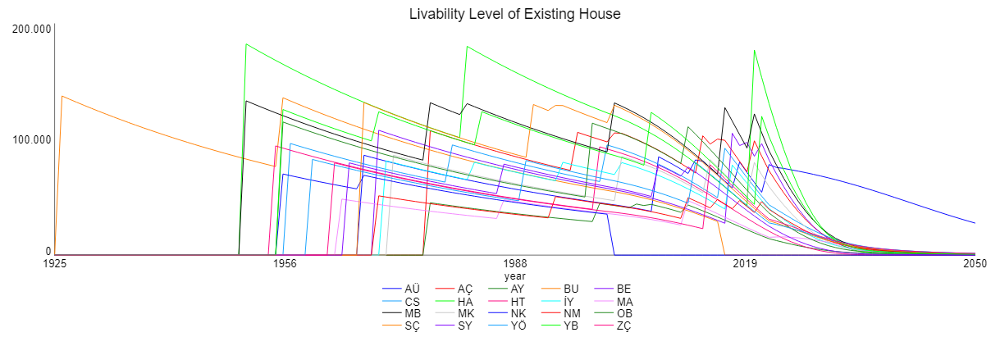 Livability Level of Existing House
200.000
100.000
0
1925 1956 1988 2019 2050
year
AÜ AÇ AY BU BE
CS HA HT İY MA
MB MK NK NM OB
SÇ SY YÖ YB ZÇ